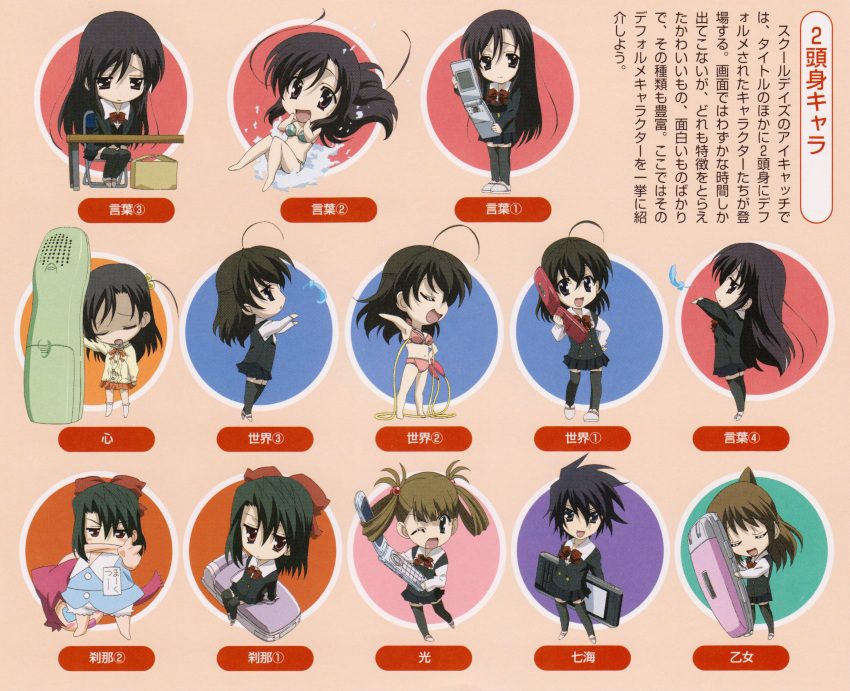 2頭身キャラ
スクールデイズのアイキャッチで
は、タイトルのほかに2頭身にデフ
ォルメされたキャラクターたちが登
場する。画面ではわずかな時間しか
出てこないが、どれも特徴をとらえ
たかわいいもの、面白いものばかり
で、その種類も豊富。ここではその
デフォルメキャラクターを一挙に紹
介しよう。
言葉③
言葉②
言葉①
心
世界③
世界②
世界①
言葉④
まーく
つー
刹那②
刹那①
光
七海
乙女